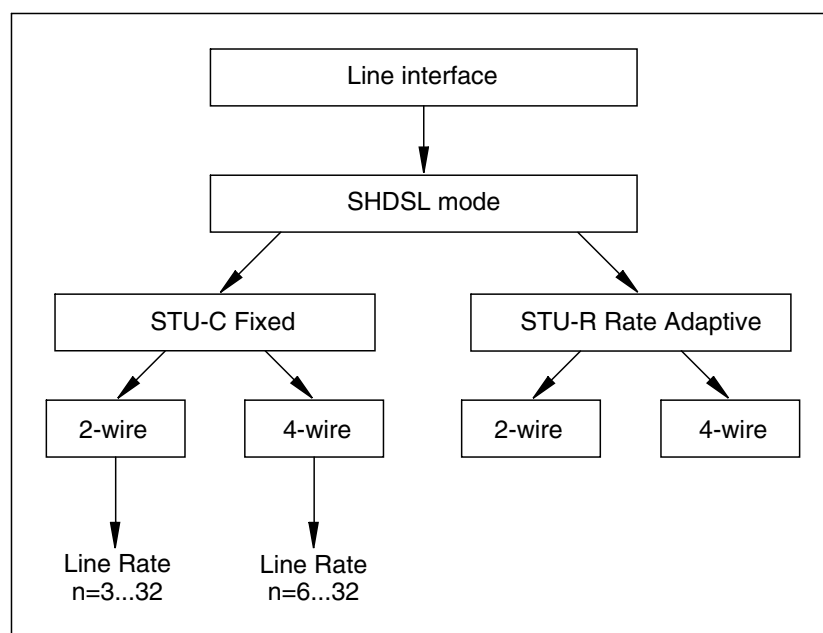 Line interface
SHDSL mode
STU-C Fixed
STU-R Rate Adaptive
2-wire
4-wire
2-wire
4-wire
Line Rate
n=3...32
Line Rate
n=6...32